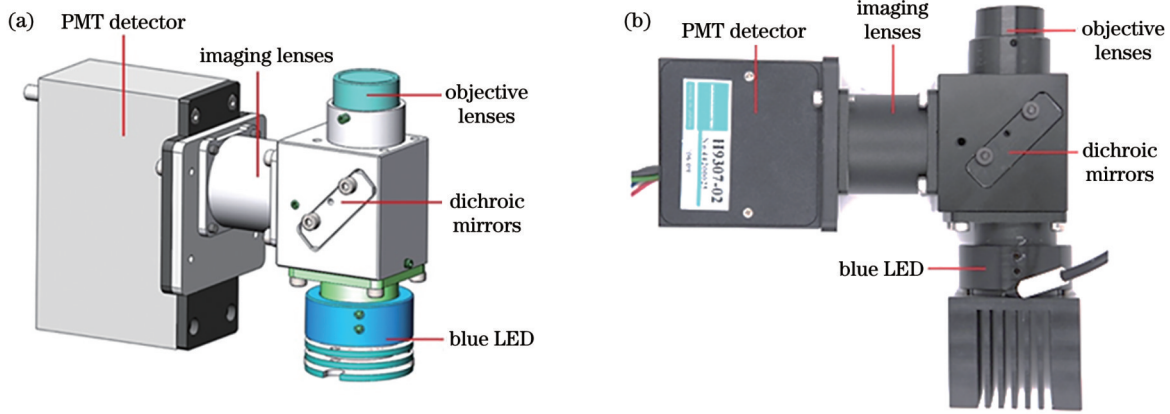 (a)
PMT detector
imaging lenses
objective
lenses
dichroic
mirrors
blue LED
(b)
PMT detector
imaging
lenses
objective
lenses
dichroic
mirrors
blue LED
H9307-02